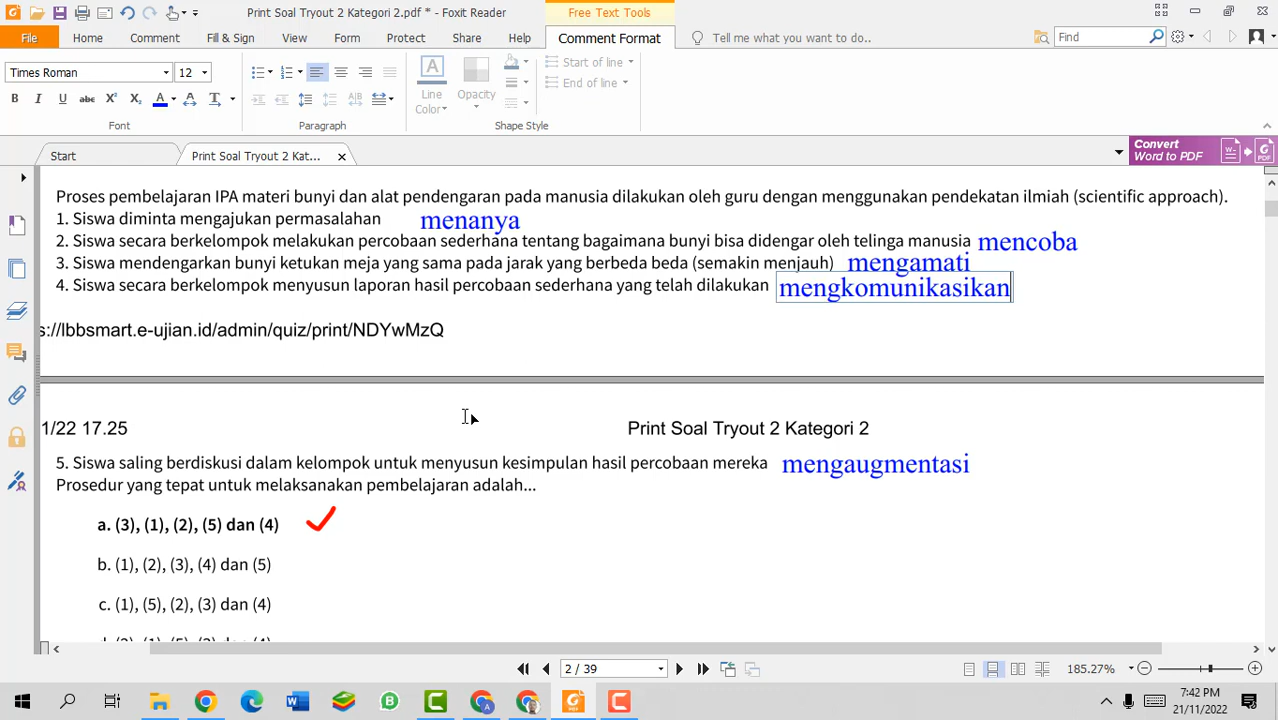 Print Soal Tryout 2 Kategori 2.pdf * - Foxit Reader
Free Text Tools
File Home Comment Fill & Sign View Form Protect Share Help Comment Format Tell me what you want to do.. Find
Times Roman 12
Line Color
Opacity
Start of line
End of line
Font Paragraph Shape Style
Start
Print Soal Tryout 2 Kat...
Convert
Word to PDF
Proses pembelajaran IPA materi bunyi dan alat pendengaran pada manusia dilakukan oleh guru dengan menggunakan pendekatan ilmiah (scientific approach).
1. Siswa diminta mengajukan permasalahan menanya
2. Siswa secara berkelompok melakukan percobaan sederhana tentang bagaimana bunyi bisa didengar oleh telinga manusia mencoba
3. Siswa mendengarkan bunyi ketukan meja yang sama pada jarak yang berbeda beda (semakin menjauh) mengamati
4. Siswa secara berkelompok menyusun laporan hasil percobaan sederhana yang telah dilakukan mengkomunikasikan
s://lbbsmart.e-ujian.id/admin/quiz/print/NDYwMzQ
1/22 17.25 Print Soal Tryout 2 Kategori 2
5. Siswa saling berdiskusi dalam kelompok untuk menyusun kesimpulan hasil percobaan mereka mengaugmentasi
Prosedur yang tepat untuk melaksanakan pembelajaran adalah...
a. (3), (1), (2), (5) dan (4)
b. (1), (2), (3), (4) dan (5)
c. (1), (5), (2), (3) dan (4)
2 / 39
185.27%
7:42 PM
21/11/2022